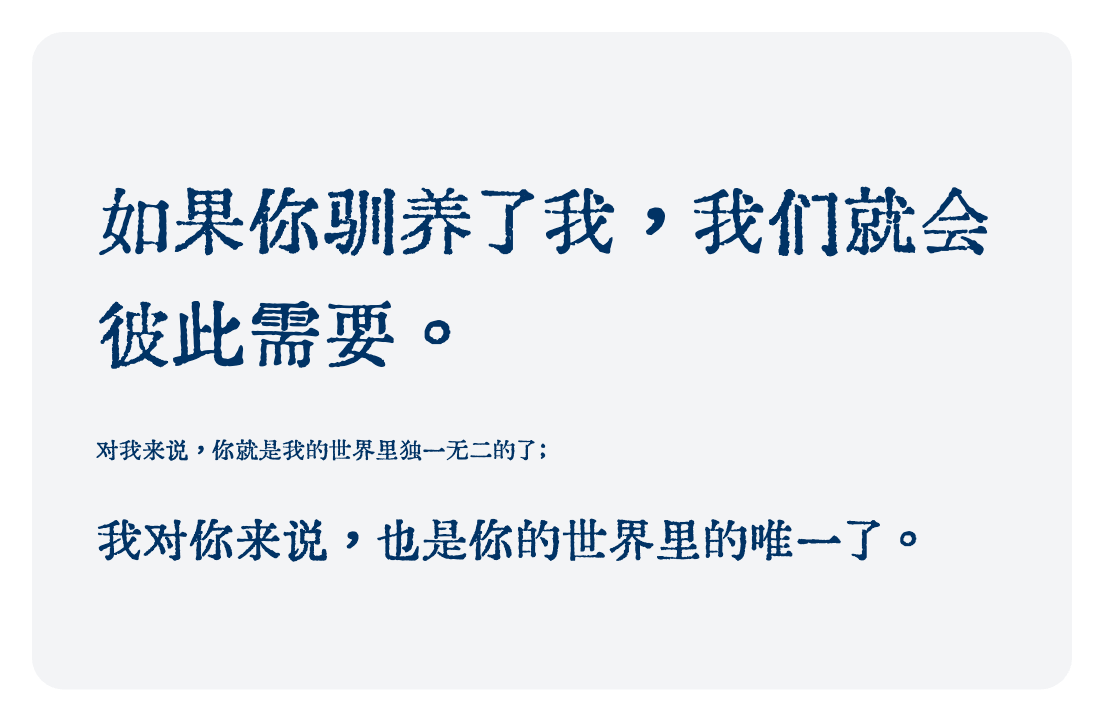 如果你驯养了我，我们就会
彼此需要。
对我来说，你就是我的世界里独一无二的了；
我对你来说，也是你的世界里的唯一了。